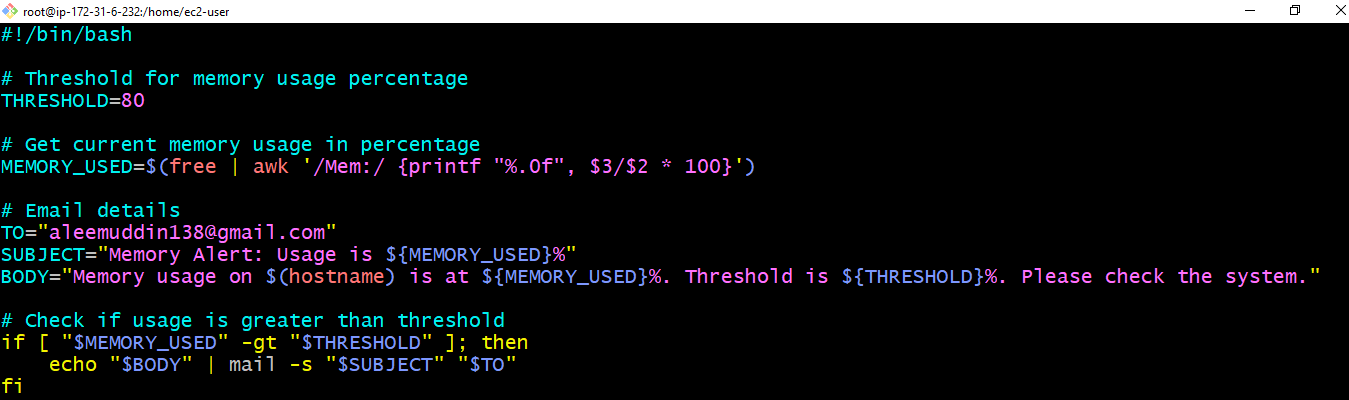 root@ip-172-31-6-232:/home/ec2-user
#!/bin/bash
# Threshold for memory usage percentage
THRESHOLD=80
# Get current memory usage in percentage
MEMORY_USED=$(free | awk '/Mem:/ {printf "%.0f", $3/$2 * 100}')
# Email details
TO="aleemuddin138@gmail.com"
SUBJECT="Memory Alert: Usage is ${MEMORY_USED}%"
BODY="Memory usage on $(hostname) is at ${MEMORY_USED}%. Threshold is ${THRESHOLD}%. Please check the system."
# Check if usage is greater than threshold
if [ "$MEMORY_USED" -gt "$THRESHOLD" ]; then
    echo "$BODY" | mail -s "$SUBJECT" "$TO"
fi